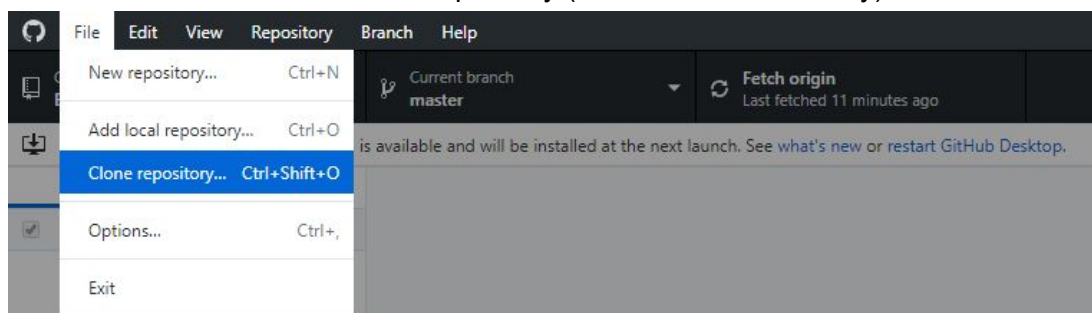 File Edit View Repository Branch Help
New repository... Ctrl+N
Add local repository... Ctrl+O
Clone repository... Ctrl+Shift+O
Options... Ctrl+,
Exit
Current branch
master
Fetch origin
Last fetched 11 minutes ago
is available and will be installed at the next launch. See what's new or restart GitHub Desktop.